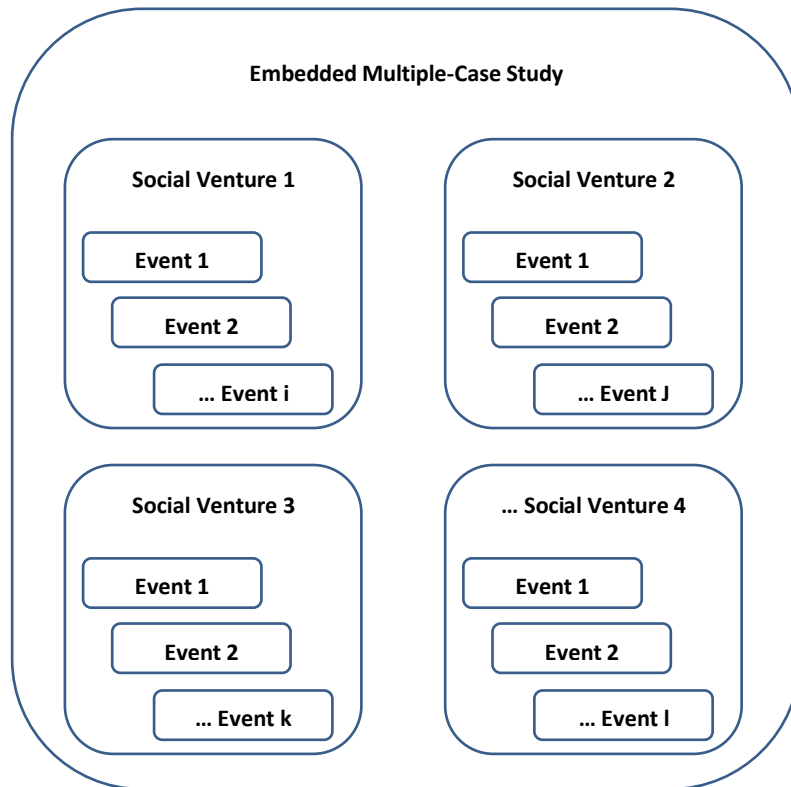 Embedded Multiple-Case Study
Social Venture 1
Event 1
Event 2
... Event i
Social Venture 2
Event 1
Event 2
... Event J
Social Venture 3
Event 1
Event 2
... Event k
... Social Venture 4
Event 1
Event 2
... Event l